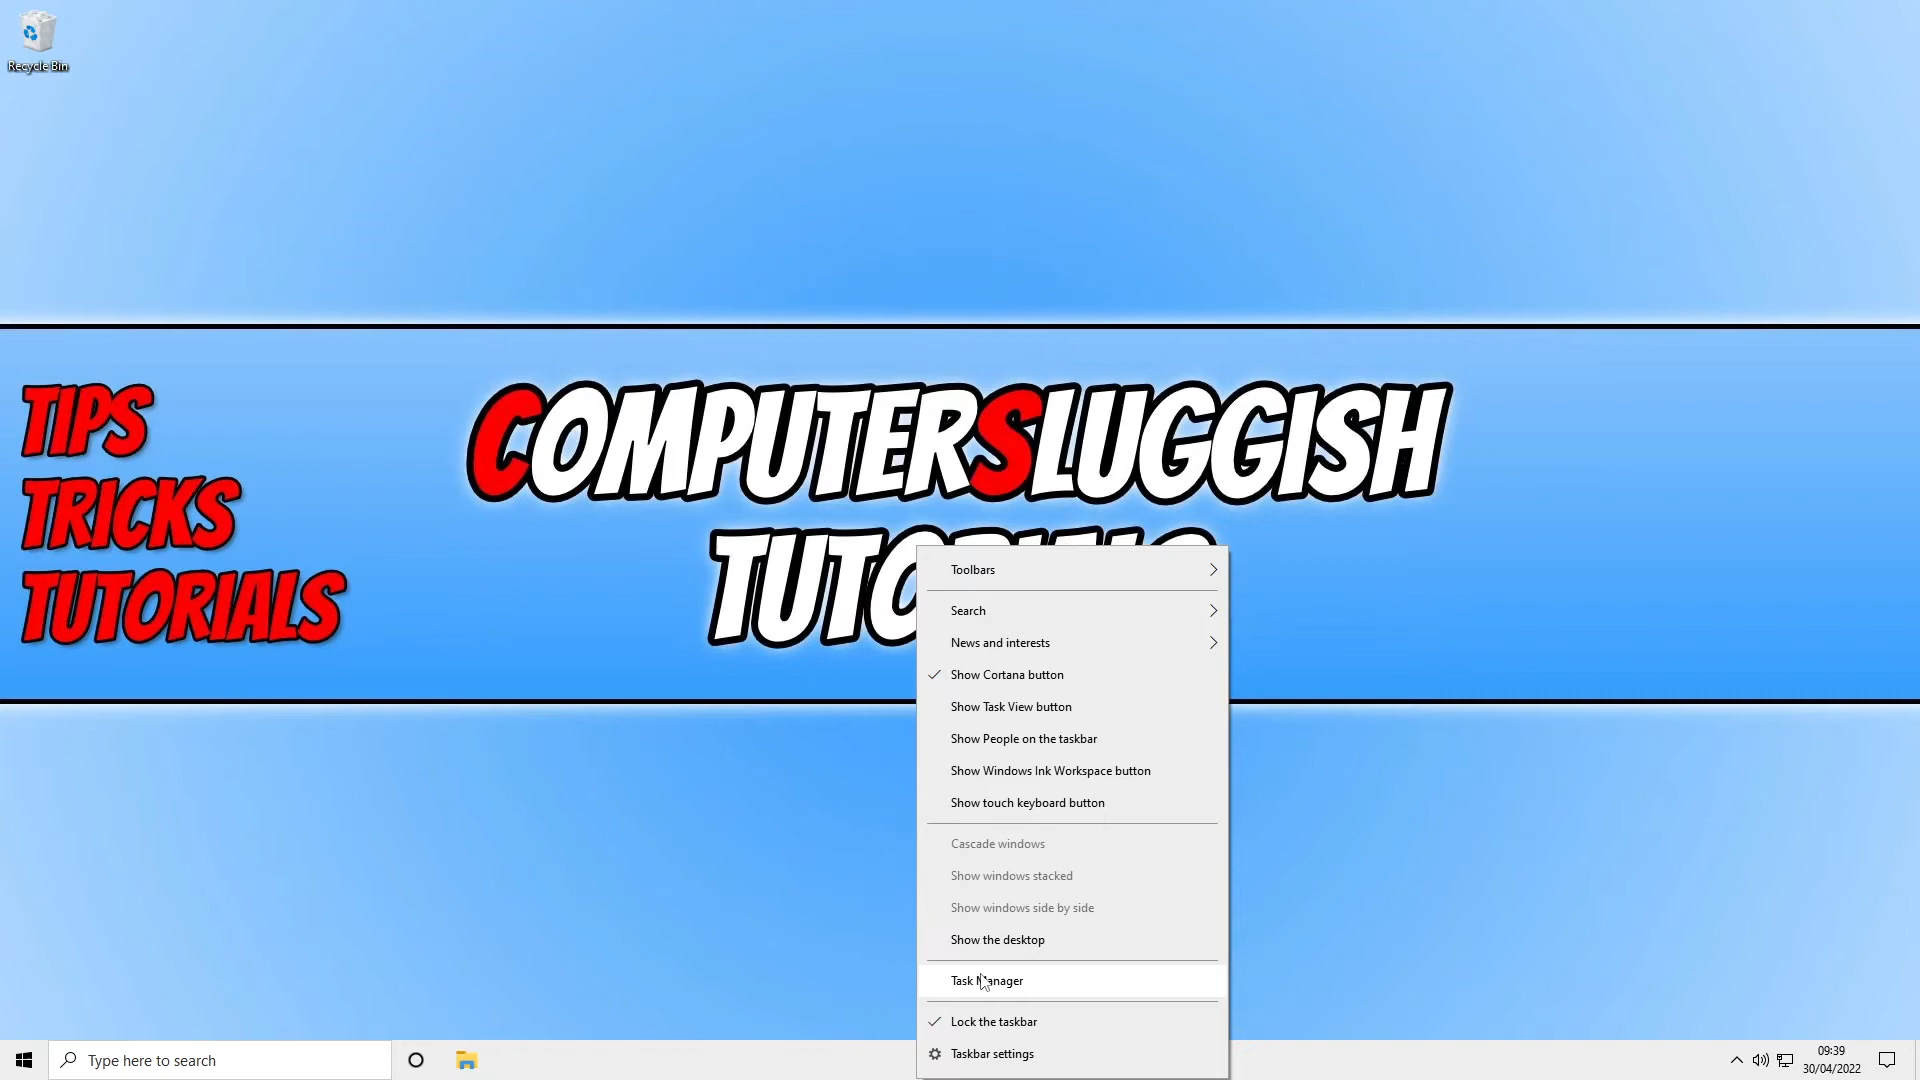 Recycle Bin
TIPS
TRICKS
TUTORIALS
COMPUTERSLUGGISH
Toolbars
Search
News and interests
Show Cortana button
Show Task View button
Show People on the taskbar
Show Windows Ink Workspace button
Show touch keyboard button
Cascade windows
Show windows stacked
Show windows side by side
Show the desktop
Task Manager
Lock the taskbar
Taskbar settings
Type here to search
09:39
30/04/2022